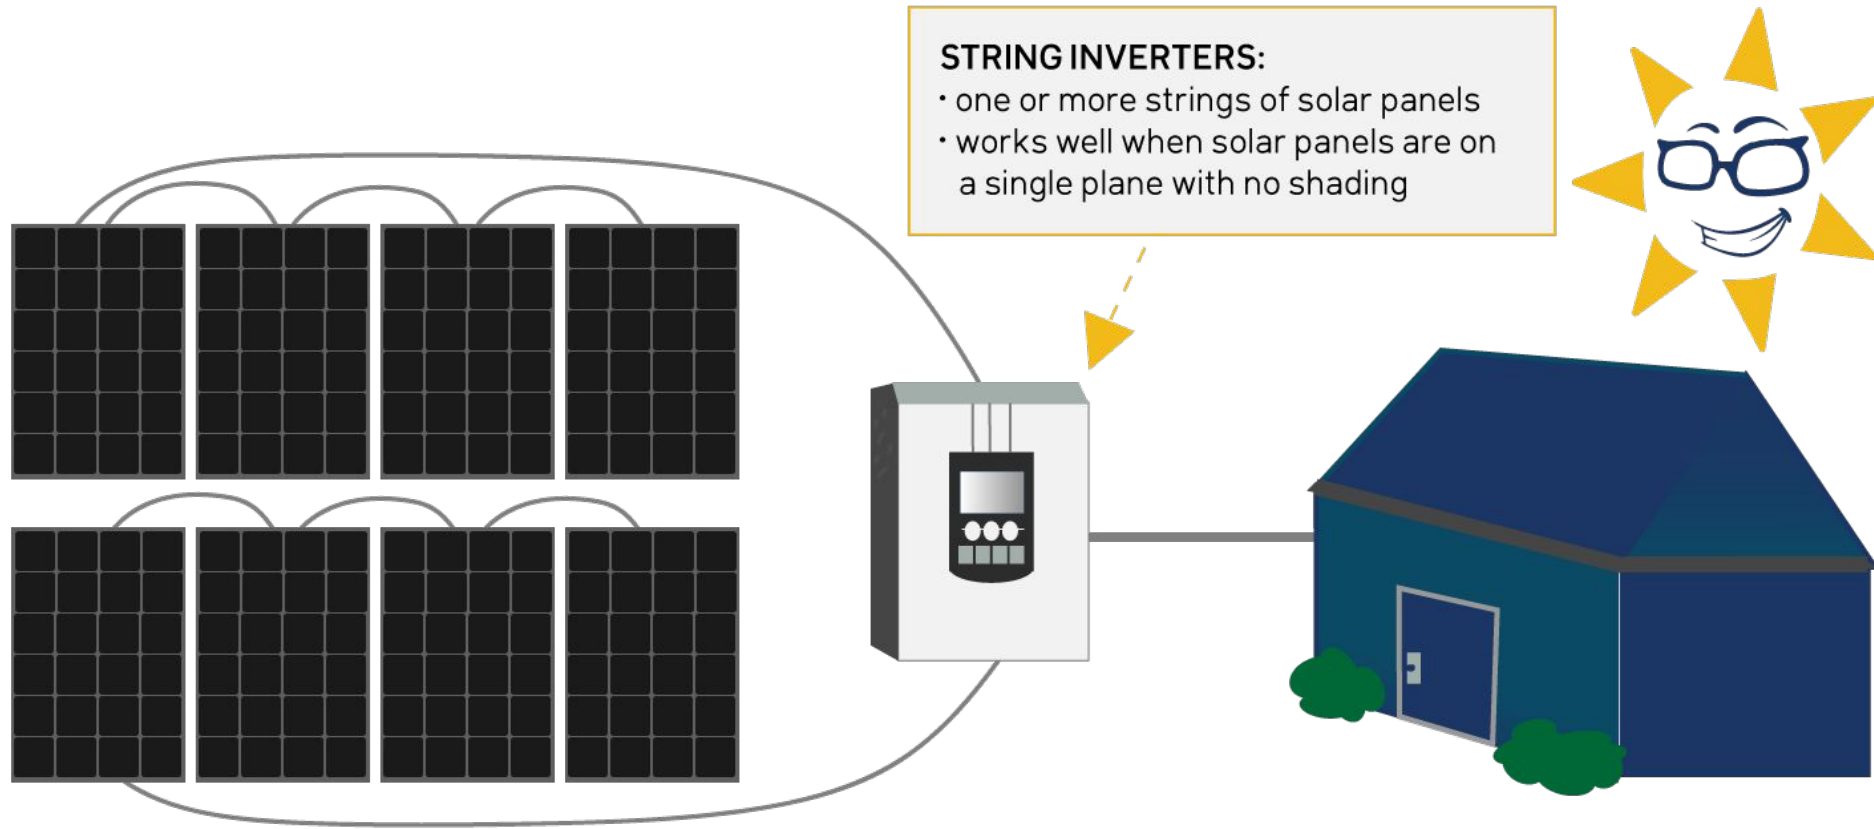 STRING INVERTERS:
· one or more strings of solar panels
· works well when solar panels are on
a single plane with no shading